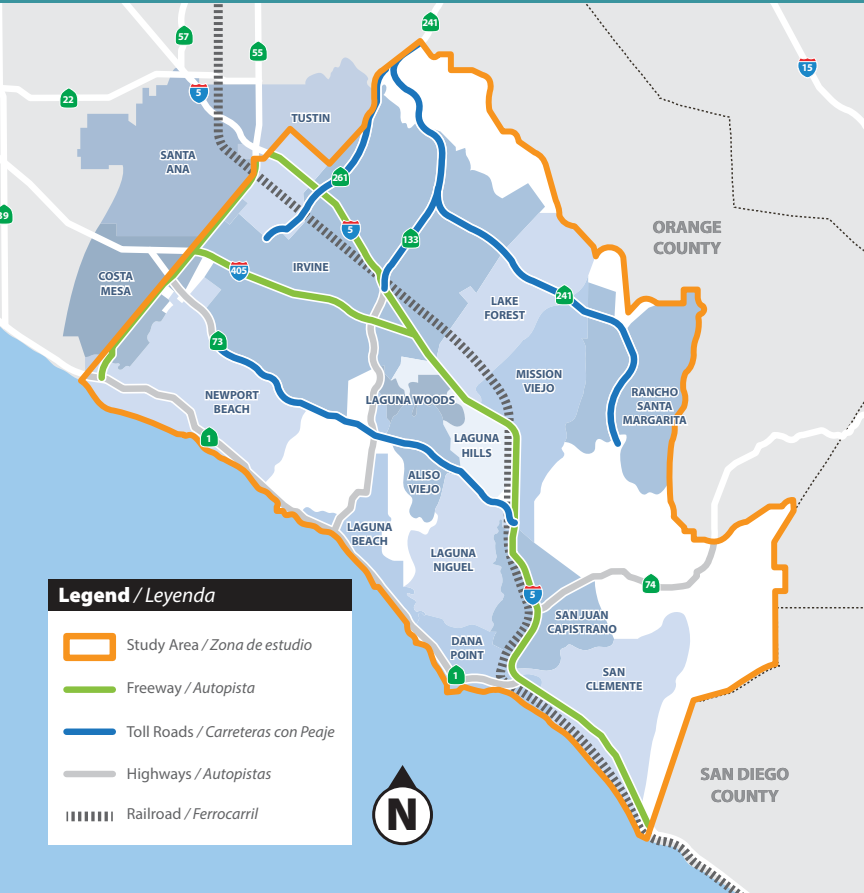 241
57
55
15
5
22
TUSTIN
SANTA
ANA
261
39
5
133
ORANGE
COUNTY
405
IRVINE
COSTA
MESA
241
LAKE
FOREST
73
MISSION
VIEJO
RANCHO
SANTA
MARGARITA
NEWPORT
BEACH
LAGUNA WOODS
1
LAGUNA
HILLS
ALISO
VIEJO
LAGUNA
BEACH
LAGUNA
NIGUEL
74
5
SAN JUAN
CAPISTRANO
DANA
POINT
1
SAN
CLEMENTE
SAN DIEGO
COUNTY
Legend / Leyenda
Study Area / Zona de estudio
Freeway / Autopista
Toll Roads / Carreteras con Peaje
Highways / Autopistas
Railroad / Ferrocarril
N